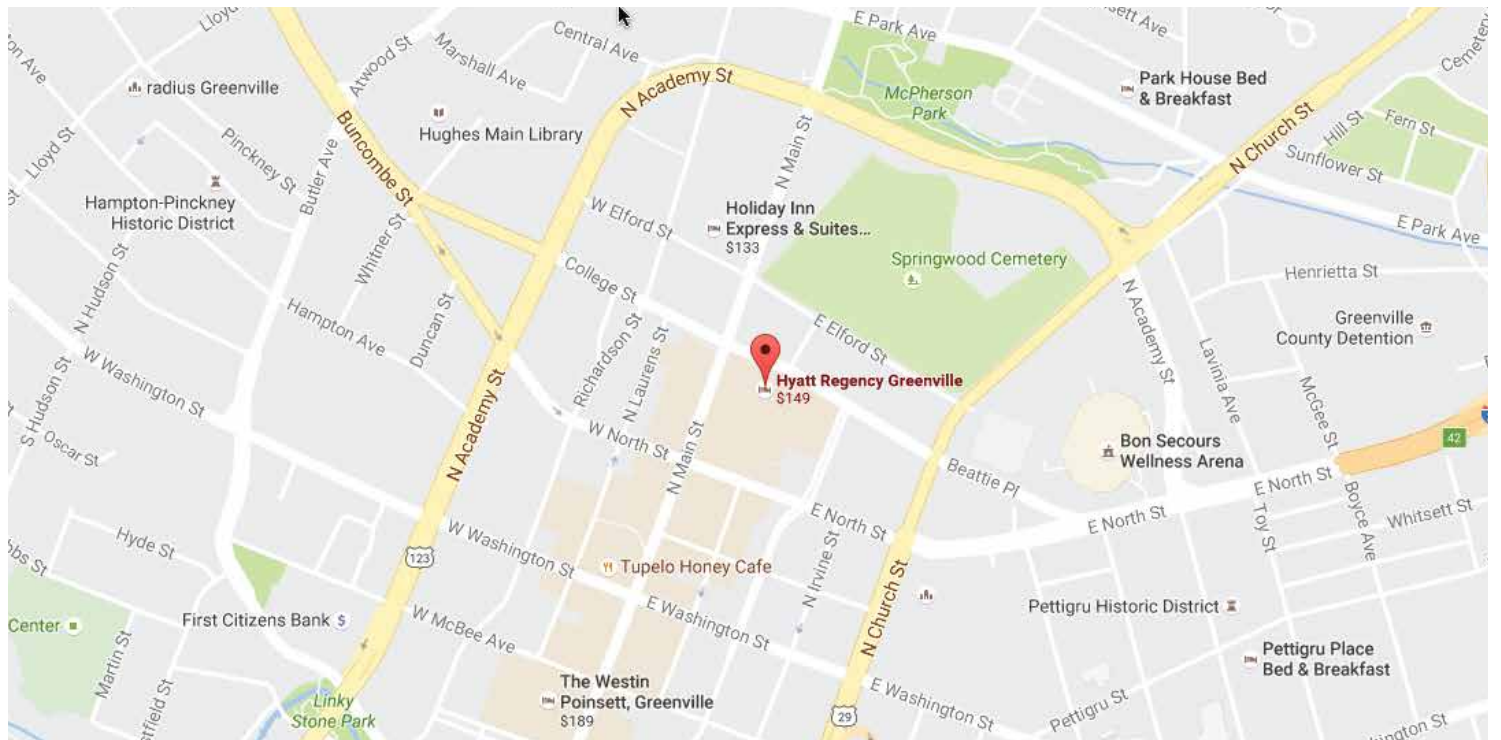 Lloyd
Central Ave
E Park Ave
Atwood St
Marshall Ave
Cemetery
radius Greenville
N Academy St
McPherson
Park
Park House Bed
& Breakfast
Hughes Main Library
Buncombe St
N Church St
Hill St
Fern St
Sunflower St
Lloyd St
Pinckney St
Butler Ave
N Main St
Hampton-Pinckney
Historic District
W Elford St
Holiday Inn
Express & Suites...
$133
E Park Ave
Whitner St
Springwood Cemetery
Henrietta St
College St
N Hudson St
Hampton Ave
Duncan St
E Elford St
N Academy St
Greenville
County Detention
Richardson St
N Laurens St
Lavinia Ave
W Washington St
Hyatt Regency Greenville
$149
McGee St
S Hudson St
N Academy St
W North St
N Main St
Oscar St
Bon Secours
Wellness Arena
42
Beattie Pl
E North St
E North St
E North St
Boyce Ave
Toy St
Whitsett St
Hyde St
W Washington St
123
Tupelo Honey Cafe
N Irvine St
First Citizens Bank
$
E Washington St
N Church St
Pettigru Historic District
Center
W McBee Ave
Martin St
Pettigru Place
Bed & Breakfast
The Westin
Poinsett, Greenville
$189
Linky
Stone Park
E Washington St
29
Pettigru St